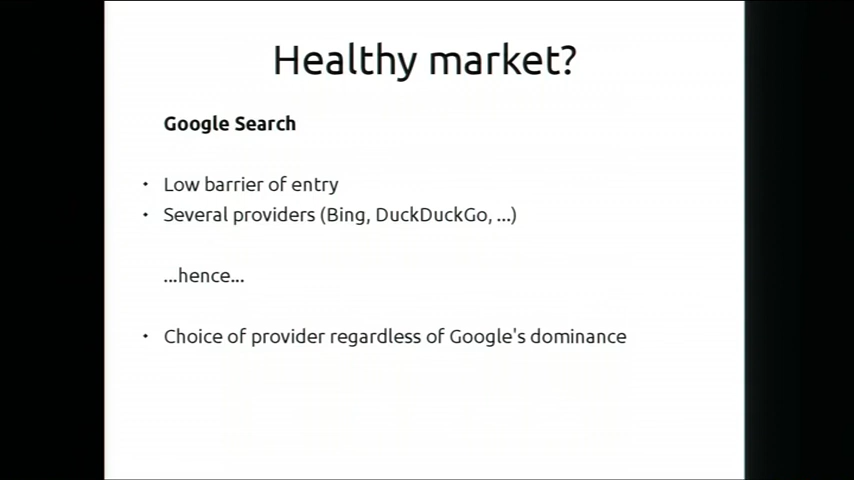 Healthy market?
Google Search
• Low barrier of entry
• Several providers (Bing, DuckDuckGo, ...)
...hence...
• Choice of provider regardless of Google's dominance